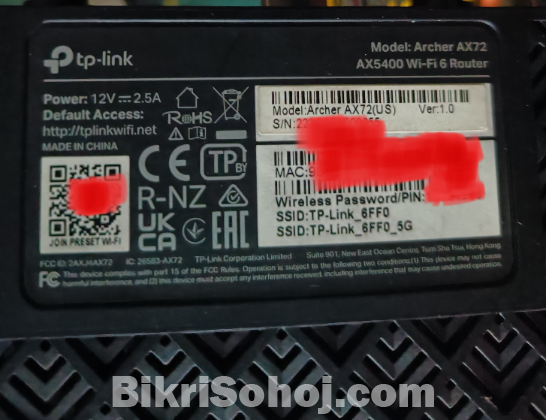 tp-link
Model: Archer AX72
AX5400 Wi-Fi 6 Router
Power: 12V⎓2.5A
Default Access:
http://tplinkwifi.net
MADE IN CHINA
RoHS
Model:Archer AX72(US) Ver:1.0
S/N:
MAC:9
Wireless Password/PIN:
SSID:TP-Link_6FF0
SSID:TP-Link_6FF0_5G
CE
TP BY
R-NZ
UK
CA
EAC
JOIN PRESET WI-FI
FCC ID: 2AXJ4AX72 IC: 26583-AX72 TP-Link Corporation Limited Suite 901, New East Ocean Centre, Tsim Sha Tsui, Hong Kong
FC This device complies with part 15 of the FCC Rules. Operation is subject to the following two conditions:(1) This device may not cause
harmful interference, and (2) this device must accept any interference received, including interference that may cause undesired operation.
BikriSohoj.com